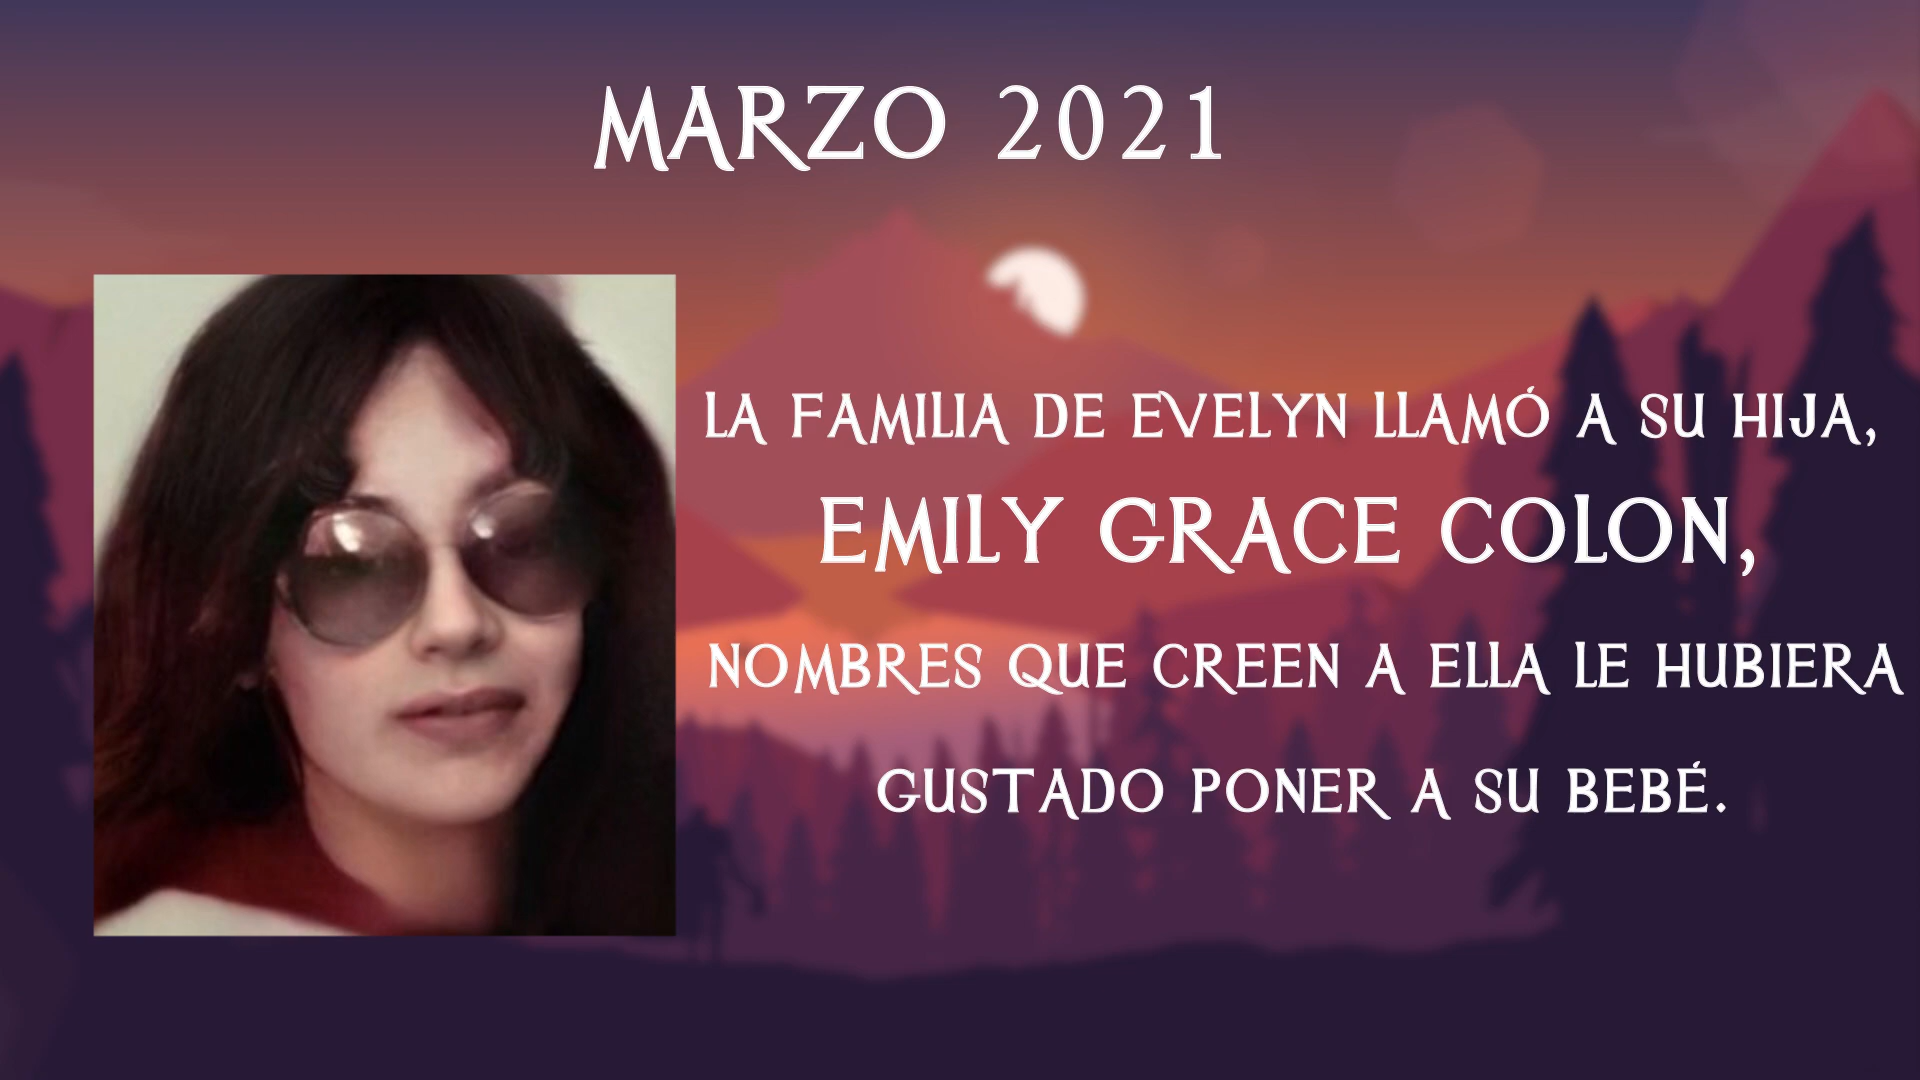 MARZO 2021
LA FAMILIA DE EVELYN LLAMÓ A SU HIJA,
EMILY GRACE COLON,
NOMBRES QUE CREEN A ELLA LE HUBIERA
GUSTADO PONER A SU BEBÉ.